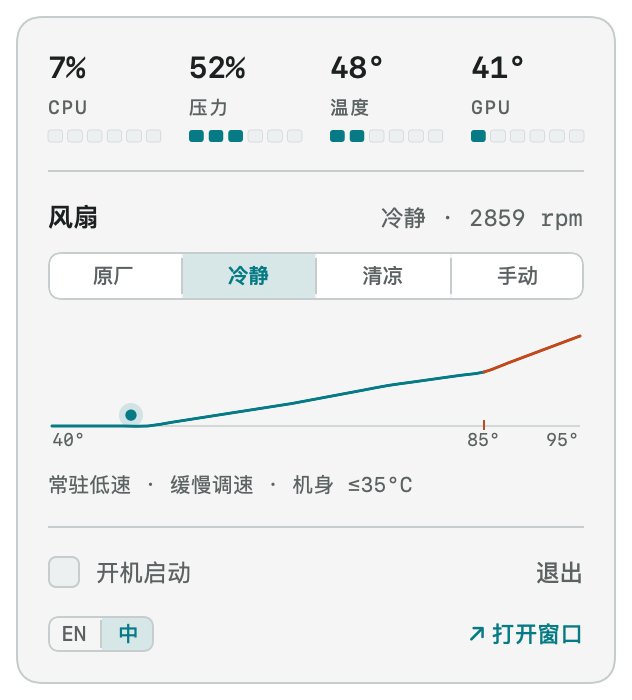 7% 52% 48° 41°
CPU 压力 温度 GPU
风扇 冷静 · 2859 rpm
原厂 冷静 清凉 手动
40° 85° 95°
常驻低速 · 缓慢调速 · 机身 ≤35°C
开机启动 退出
EN 中 ↗ 打开窗口